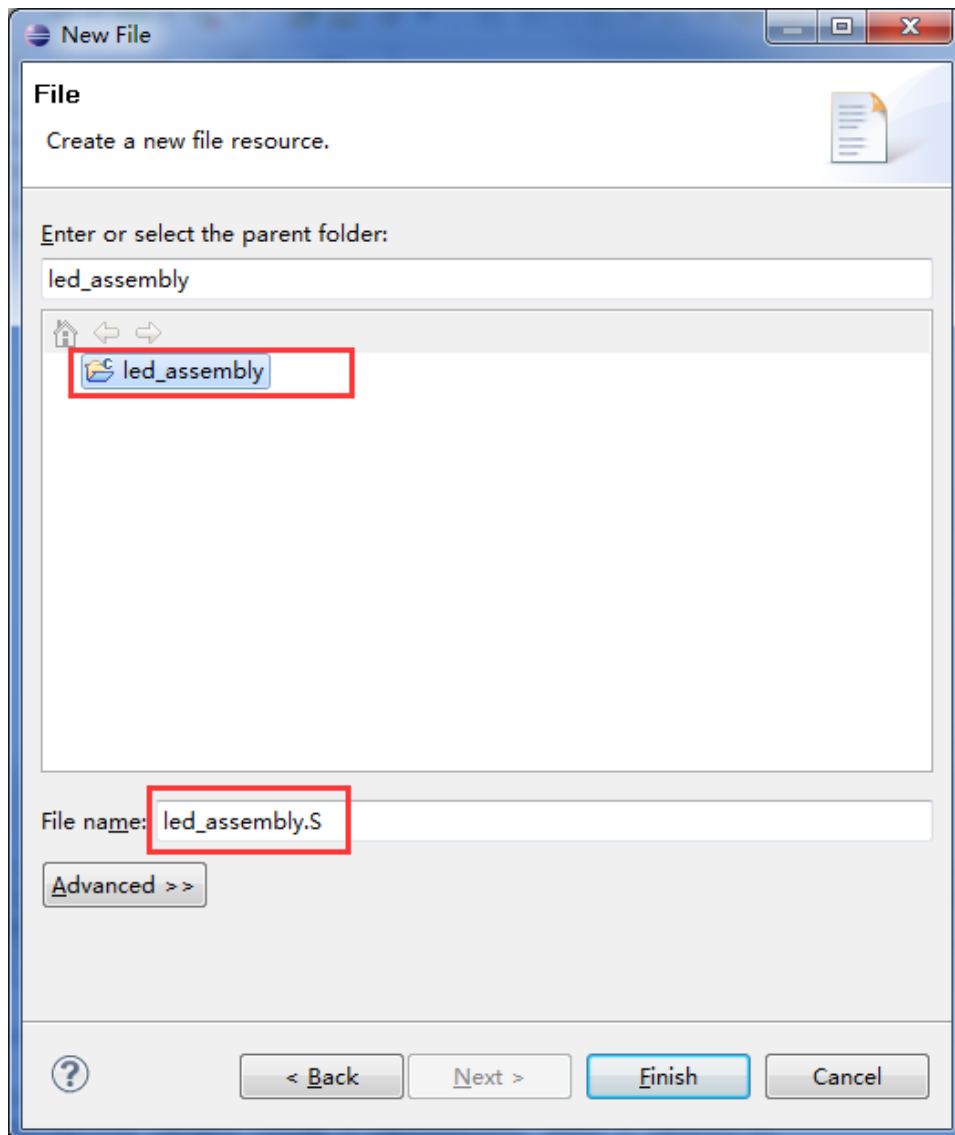 New File
File
Create a new file resource.
Enter or select the parent folder:
led_assembly
led_assembly
File name: led_assembly.S
Advanced >>
< Back Next > Finish Cancel